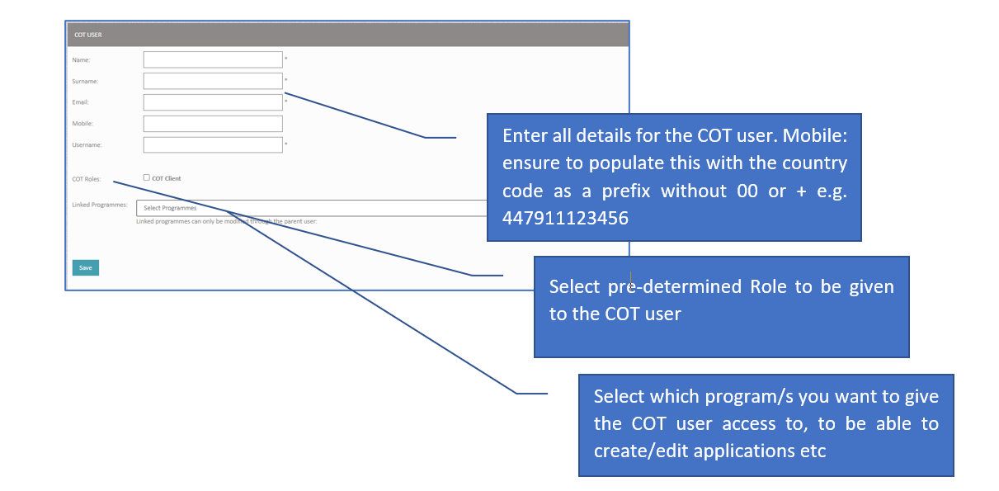 COT USER
Name:
*
Surname:
*
Email:
*
Mobile:
Username:
*
COT Roles:
COT Client
Linked Programmes:
Select Programmes
Linked programmes can only be modified through the parent user:
Save
Enter all details for the COT user. Mobile:
ensure to populate this with the country
code as a prefix without 00 or + e.g.
447911123456
Select pre-determined Role to be given
to the COT user
Select which program/s you want to give
the COT user access to, to be able to
create/edit applications etc